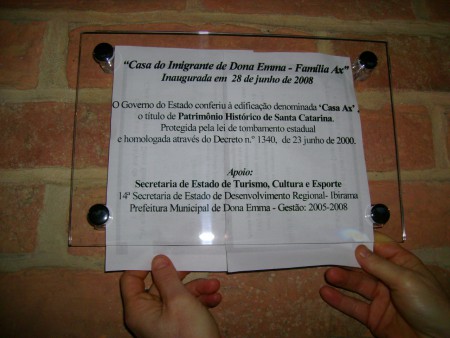 “Casa do Imigrante de Dona Emma - Família Ax”
Inaugurada em 28 de junho de 2008
O Governo do Estado conferiu à edificação denominada ‘Casa Ax’,
o título de Patrimônio Histórico de Santa Catarina.
Protegida pela lei de tombamento estadual
e homologada através do Decreto n.º 1340, de 23 junho de 2000.
Apoio:
Secretaria de Estado de Turismo, Cultura e Esporte
14ª Secretaria de Estado de Desenvolvimento Regional- Ibirama
Prefeitura Municipal de Dona Emma - Gestão: 2005-2008